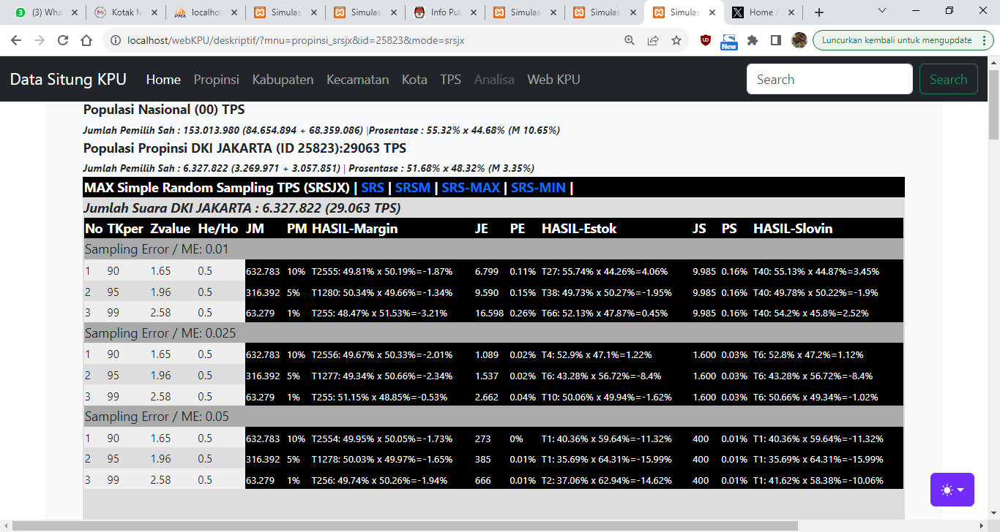 (3) Wha
Kotak M
localhos
Simulas
Simulas
Info Pub
Simulas
Simulas
Simulas
Home /
localhost/webKPU/deskriptif/?mnu=propinsi_srsjx&id=25823&mode=srsjx
New
Luncurkan kembali untuk mengupdate
Data Situng KPU Home Propinsi Kabupaten Kecamatan Kota TPS Analisa Web KPU Search Search
Populasi Nasional (00) TPS
Jumlah Pemilih Sah : 153.013.980 (84.654.894 + 68.359.086) |Prosentase : 55.32% x 44.68% (M 10.65%)
Populasi Propinsi DKI JAKARTA (ID 25823):29063 TPS
Jumlah Pemilih Sah : 6.327.822 (3.269.971 + 3.057.851) | Prosentase : 51.68% x 48.32% (M 3.35%)
MAX Simple Random Sampling TPS (SRSJX) | SRS | SRSM | SRS-MAX | SRS-MIN |
Jumlah Suara DKI JAKARTA : 6.327.822 (29.063 TPS)
No TKper Zvalue He/Ho JM PM HASIL-Margin JE PE HASIL-Estok JS PS HASIL-Slovin
Sampling Error / ME: 0.01
1 90 1.65 0.5 632.783 10% T2555: 49.81% x 50.19%=-1.87% 6.799 0.11% T27: 55.74% x 44.26%=4.06% 9.985 0.16% T40: 55.13% x 44.87%=3.45%
2 95 1.96 0.5 316.392 5% T1280: 50.34% x 49.66%=-1.34% 9.590 0.15% T38: 49.73% x 50.27%=-1.95% 9.985 0.16% T40: 49.78% x 50.22%=-1.9%
3 99 2.58 0.5 63.279 1% T255: 48.47% x 51.53%=-3.21% 16.598 0.26% T66: 52.13% x 47.87%=0.45% 9.985 0.16% T40: 54.2% x 45.8%=2.52%
Sampling Error / ME: 0.025
1 90 1.65 0.5 632.783 10% T2556: 49.67% x 50.33%=-2.01% 1.089 0.02% T4: 52.9% x 47.1%=1.22% 1.600 0.03% T6: 52.8% x 47.2%=1.12%
2 95 1.96 0.5 316.392 5% T1277: 49.34% x 50.66%=-2.34% 1.537 0.02% T6: 43.28% x 56.72%=-8.4% 1.600 0.03% T6: 43.28% x 56.72%=-8.4%
3 99 2.58 0.5 63.279 1% T255: 51.15% x 48.85%=-0.53% 2.662 0.04% T10: 50.06% x 49.94%=-1.62% 1.600 0.03% T6: 50.66% x 49.34%=-1.02%
Sampling Error / ME: 0.05
1 90 1.65 0.5 632.783 10% T2554: 49.95% x 50.05%=-1.73% 273 0% T1: 40.36% x 59.64%=-11.32% 400 0.01% T1: 40.36% x 59.64%=-11.32%
2 95 1.96 0.5 316.392 5% T1278: 50.03% x 49.97%=-1.65% 385 0.01% T1: 35.69% x 64.31%=-15.99% 400 0.01% T1: 35.69% x 64.31%=-15.99%
3 99 2.58 0.5 63.279 1% T256: 49.74% x 50.26%=-1.94% 666 0.01% T2: 37.06% x 62.94%=-14.62% 400 0.01% T1: 41.62% x 58.38%=-10.06%